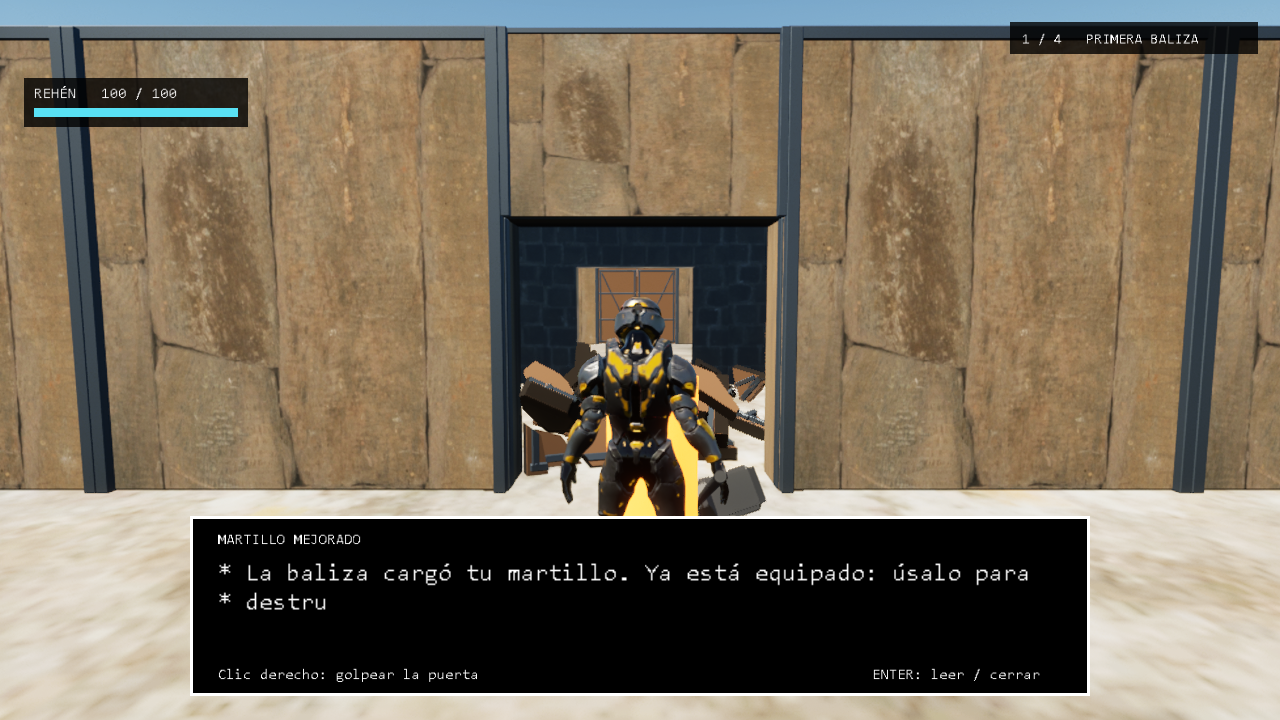 1 / 4 PRIMERA BALIZA
REHÉN 100 / 100
MARTILLO MEJORADO
* La baliza cargó tu martillo. Ya está equipado: úsalo para
* destru
Clic derecho: golpear la puerta
ENTER: leer / cerrar